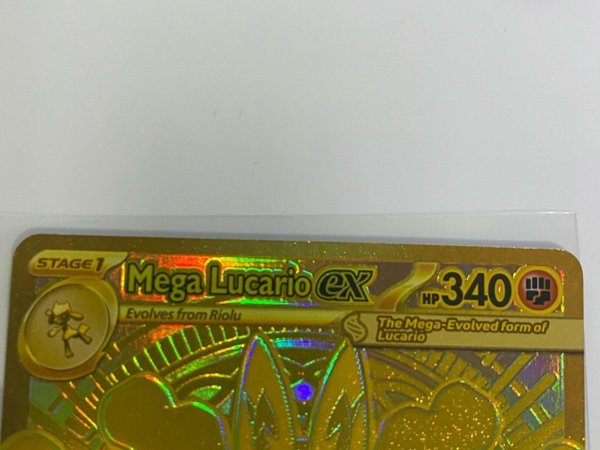 STAGE 1
Mega Lucario ex
HP 340
Evolves from Riolu
The Mega-Evolved form of
Lucario